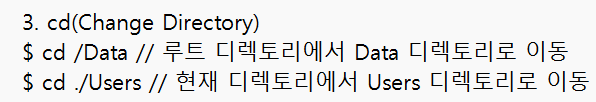 3. cd(Change Directory)
$ cd /Data // 루트 디렉토리에서 Data 디렉토리로 이동
$ cd ./Users // 현재 디렉토리에서 Users 디렉토리로 이동